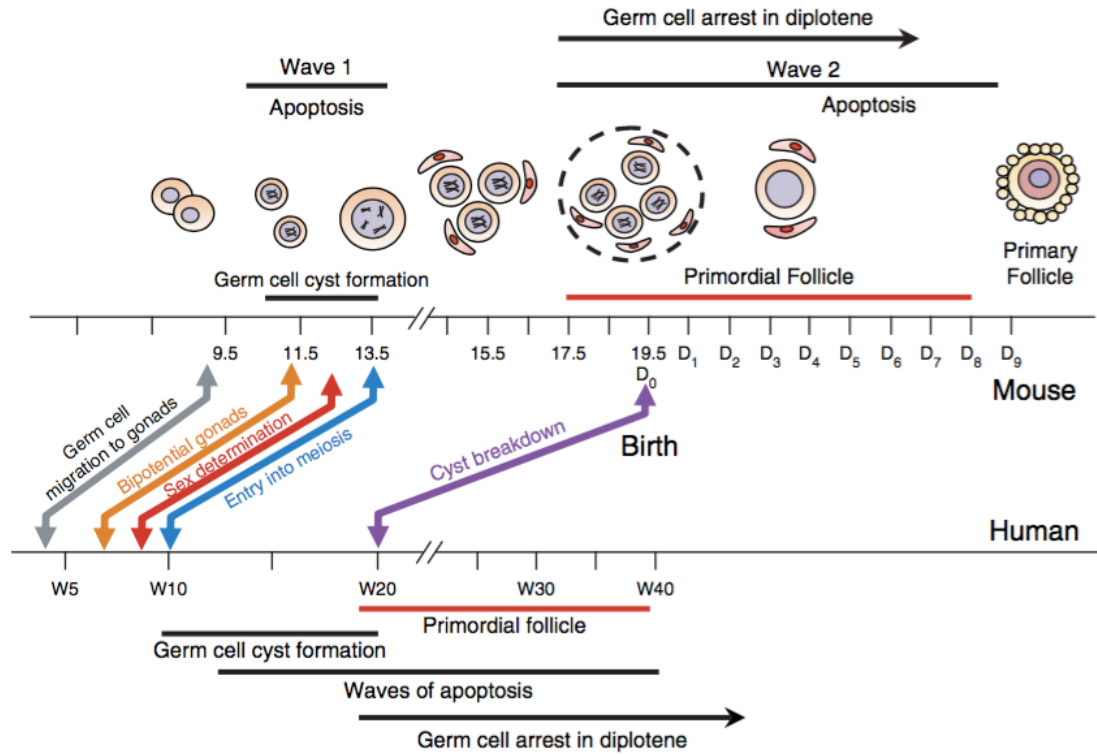 Germ cell arrest in diplotene
Wave 1
Wave 2
Apoptosis
Apoptosis
Primordial Follicle
Primary
Follicle
Germ cell cyst formation
9.5
11.5
13.5
15.5
17.5
19.5
D0
D1
D2
D3
D4
D5
D6
D7
D8
D9
Mouse
Germ cell
migration to gonads
Bipotential gonads
Sex determination
Entry into meiosis
Cyst breakdown
Birth
Human
W5
W10
W20
W30
W40
Primordial follicle
Germ cell cyst formation
Waves of apoptosis
Germ cell arrest in diplotene